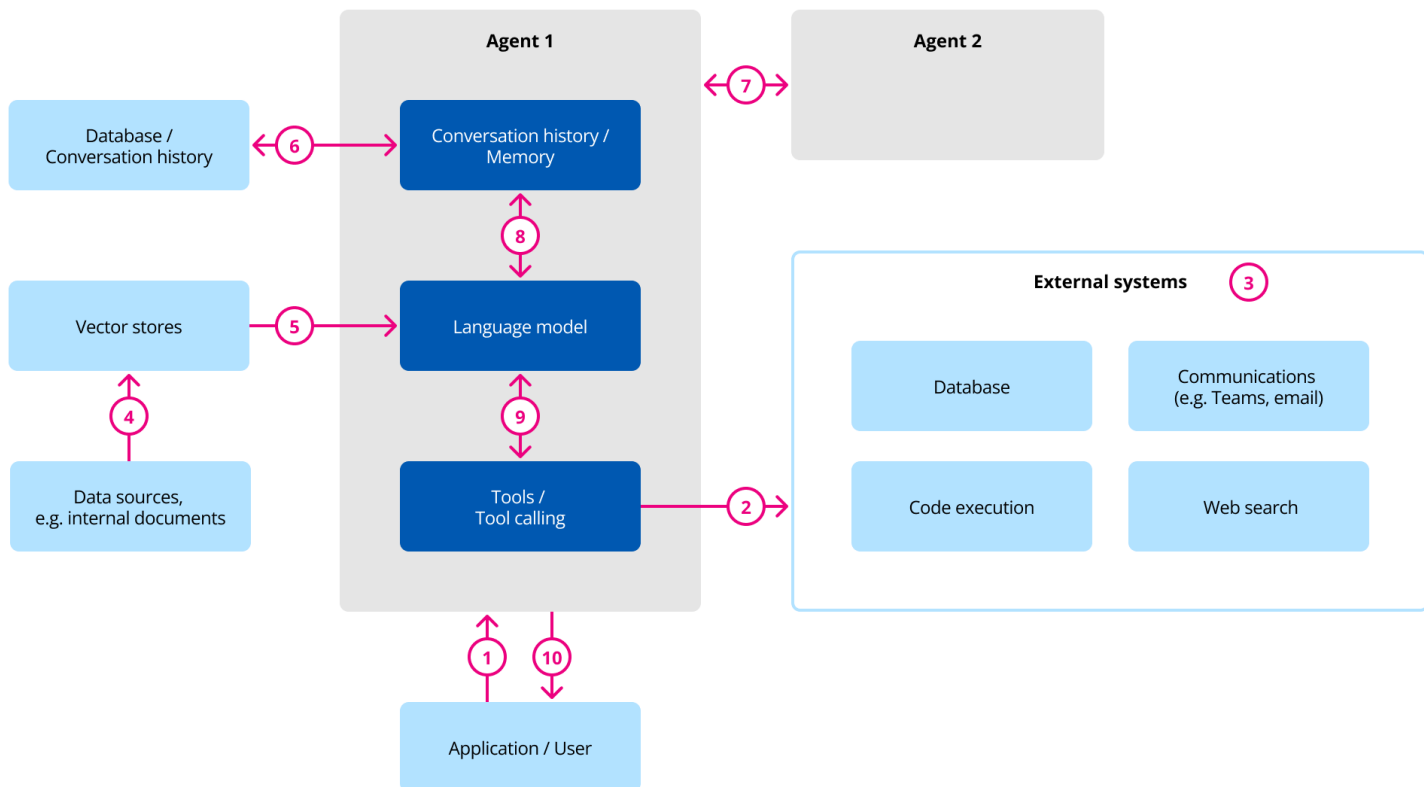 Agent 1
Agent 2
7
Database /
Conversation history
6
Conversation history /
Memory
8
External systems
3
Vector stores
5
Language model
Database
Communications
(e.g. Teams, email)
4
9
Data sources,
e.g. internal documents
Tools /
Tool calling
2
Code execution
Web search
1
10
Application / User